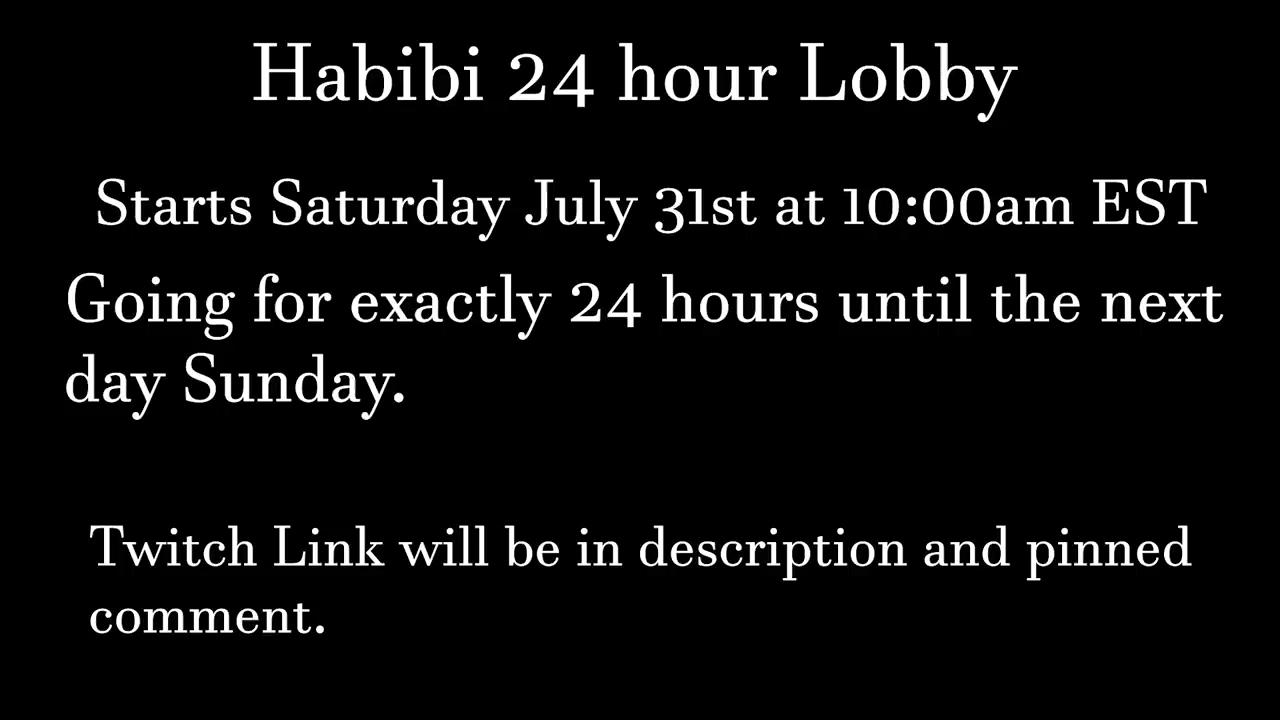 Habibi 24 hour Lobby
Starts Saturday July 31st at 10:00am EST
Going for exactly 24 hours until the next
day Sunday.
Twitch Link will be in description and pinned
comment.